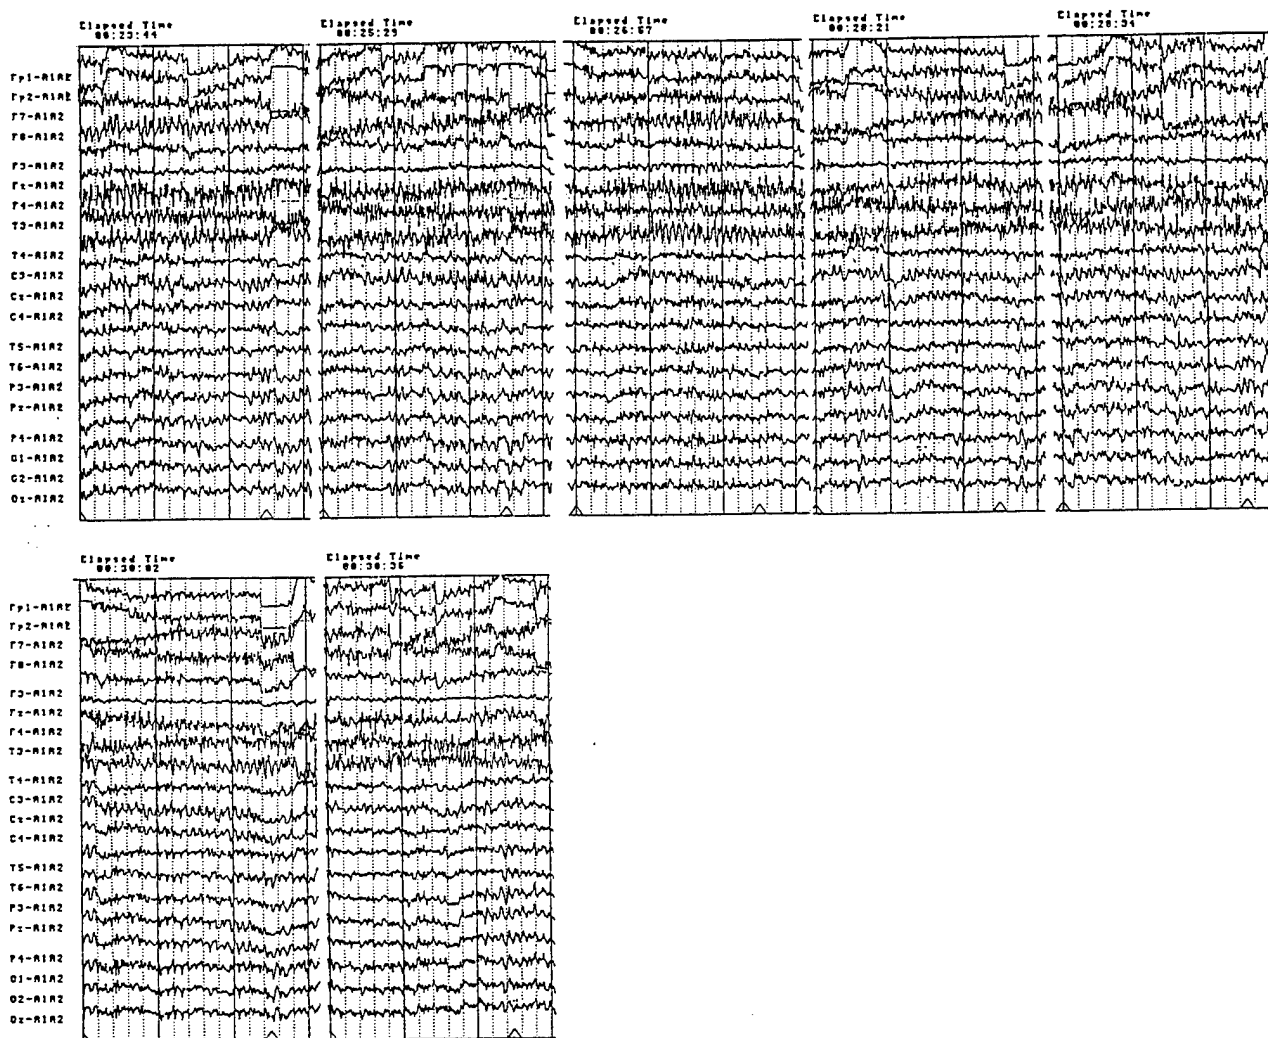 Elapsed Time
00:23:44
Elapsed Time
00:25:29
Elapsed Time
00:26:57
Elapsed Time
00:28:21
Elapsed Time
00:28:54
Fp1-A1A2
Fp2-A1A2
F7-A1A2
F8-A1A2
F3-A1A2
Fz-A1A2
F4-A1A2
T3-A1A2
T4-A1A2
C3-A1A2
Cz-A1A2
C4-A1A2
T5-A1A2
T6-A1A2
P3-A1A2
Pz-A1A2
P4-A1A2
O1-A1A2
O2-A1A2
Oz-A1A2
Elapsed Time
00:30:02
Elapsed Time
00:30:36
Fp1-A1A2
Fp2-A1A2
F7-A1A2
F8-A1A2
F3-A1A2
Fz-A1A2
F4-A1A2
T3-A1A2
T4-A1A2
C3-A1A2
Cz-A1A2
C4-A1A2
T5-A1A2
T6-A1A2
P3-A1A2
Pz-A1A2
P4-A1A2
O1-A1A2
O2-A1A2
Oz-A1A2